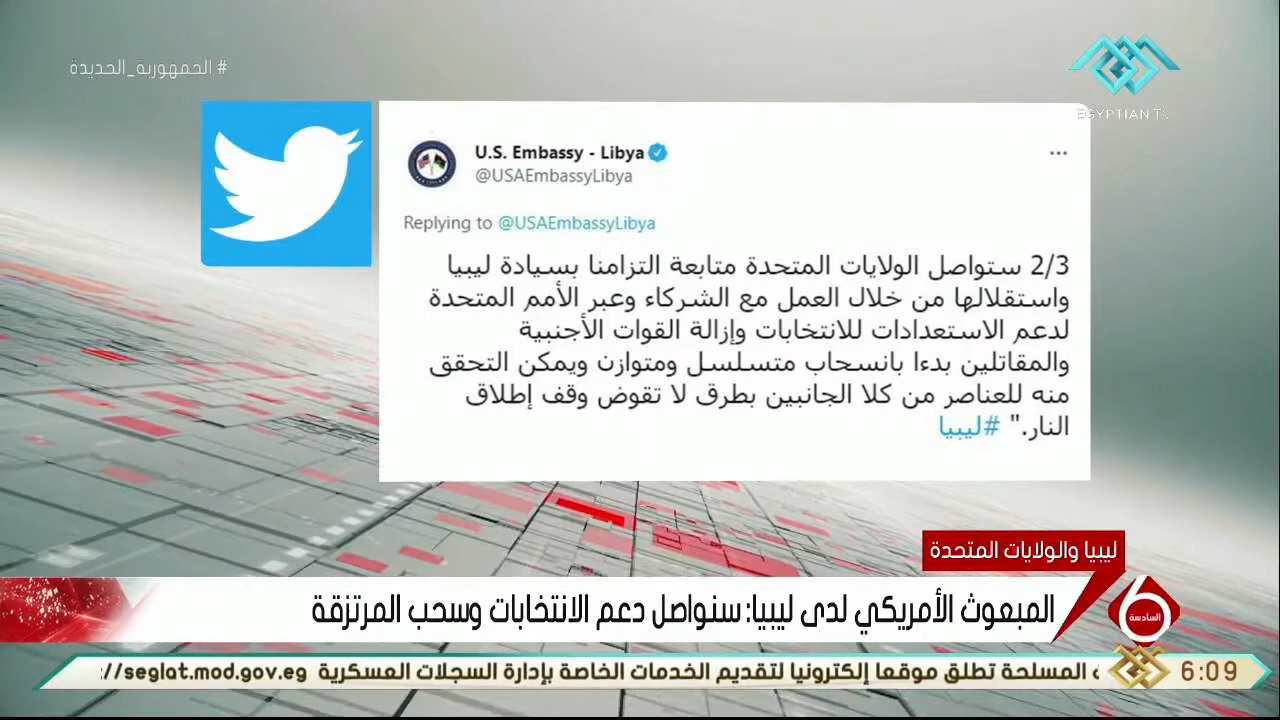 # الجمهورية_الجديدة
EGYPTIAN T
U.S. Embassy - Libya
@USAEmbassyLibya
Replying to @USAEmbassyLibya
2/3 ستواصل الولايات المتحدة متابعة التزامنا بسيادة ليبيا
واستقلالها من خلال العمل مع الشركاء وعبر الأمم المتحدة
لدعم الاستعدادات للانتخابات وإزالة القوات الأجنبية
والمقاتلين بدءا بانسحاب متسلسل ومتوازن ويمكن التحقق
منه للعناصر من كلا الجانبين بطرق لا تقوض وقف إطلاق
النار." #ليبيا
ليبيا والولايات المتحدة
المبعوث الأمريكي لدى ليبيا: سنواصل دعم الانتخابات وسحب المرتزقة
6 السادسة
المسلحة تطلق موقعا إلكترونيا لتقديم الخدمات الخاصة بإدارة السجلات العسكرية //seglat.mod.gov.eg
6:09